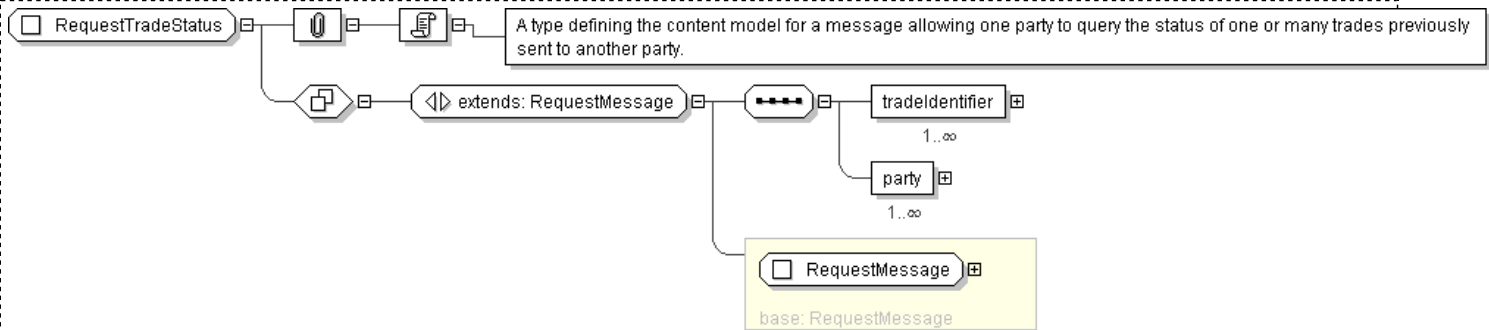 RequestTradeStatus
A type defining the content model for a message allowing one party to query the status of one or many trades previously
sent to another party.
extends: RequestMessage
tradeIdentifier
1..∞
party
1..∞
RequestMessage
base: RequestMessage